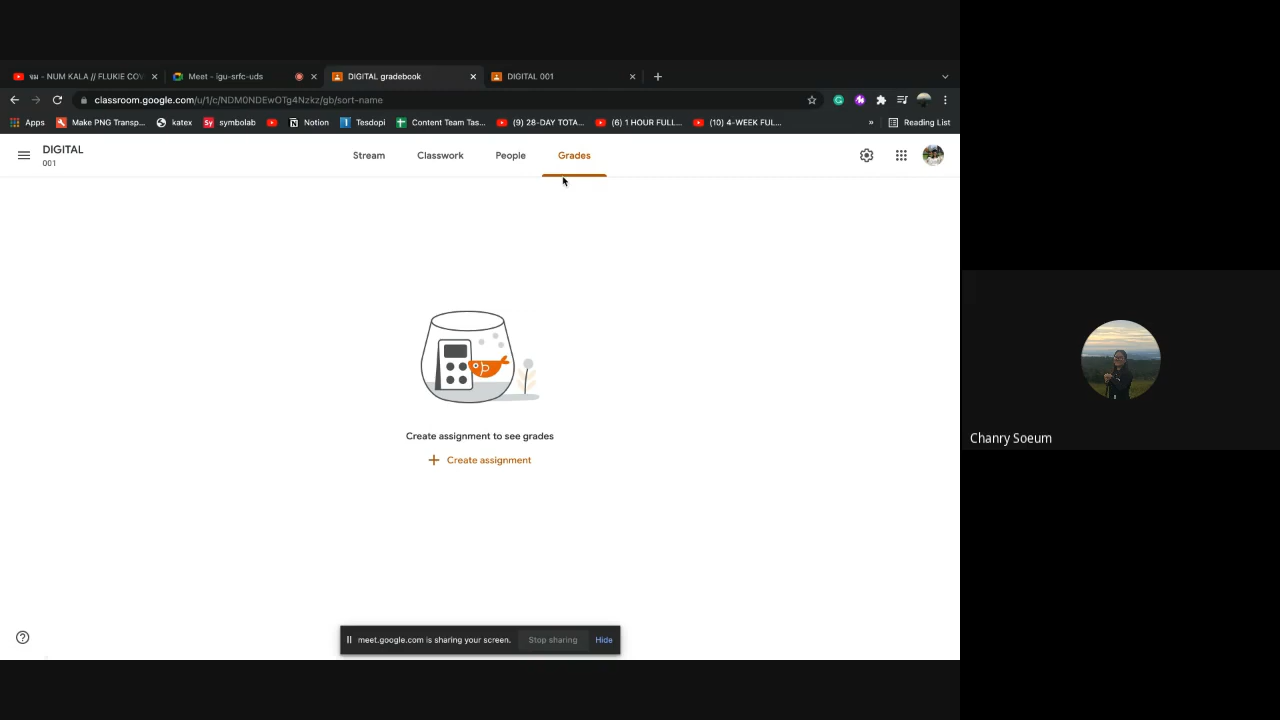 - NUM KALA // FLUKIE COV
Meet - igu-srfc-uds
DIGITAL gradebook
DIGITAL 001
classroom.google.com/u/1/c/NDM0NDEwOTg4Nzkz/gb/sort-name
Apps
Make PNG Transp...
katex
Sy symbolab
Notion
Tesdopi
Content Team Tas...
(9) 28-DAY TOTA...
(6) 1 HOUR FULL...
(10) 4-WEEK FUL...
»
Reading List
DIGITAL
001
Stream
Classwork
People
Grades
Create assignment to see grades
+ Create assignment
Chanry Soeum
meet.google.com is sharing your screen.
Stop sharing
Hide